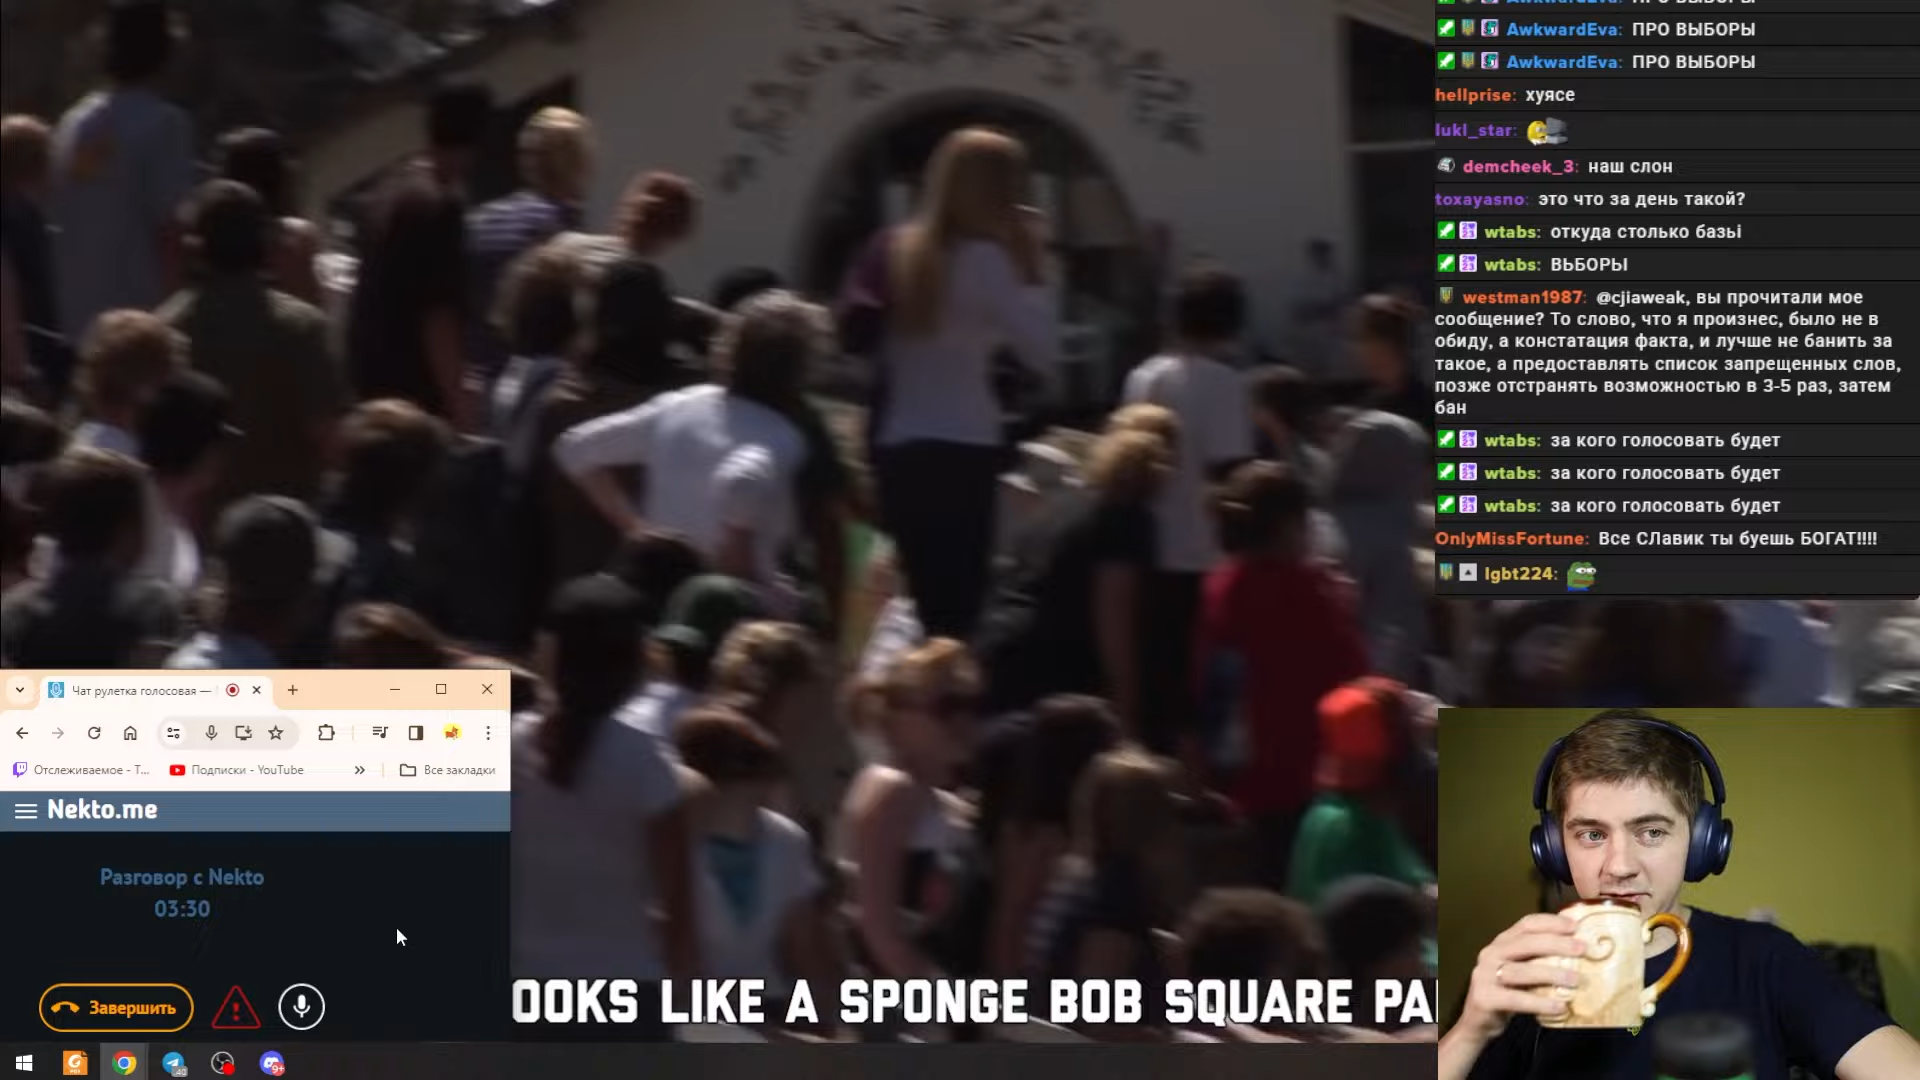 AwkwardEva: ПРО ВЫБОРЫ
AwkwardEva: ПРО ВЫБОРЫ
AwkwardEva: ПРО ВЫБОРЫ
hellprise: хуясе
lukl_star:
demcheek_3: наш слон
toxayasno: это что за день такой?
wtabs: откуда столько базьі
wtabs: ВЬБОРЫ
westman1987: @cjiaweak, вы прочитали мое
сообщение? То слово, что я произнес, было не в
обиду, а констатация факта, и лучше не банить за
такое, а предоставлять список запрещенных слов,
позже отстранять возможностью в 3-5 раз, затем
бан
wtabs: за кого голосовать будет
wtabs: за кого голосовать будет
wtabs: за кого голосовать будет
OnlyMissFortune: Все СЛавик ты буешь БОГАТ!!!!
lgbt224:
Чат рулетка голосовая —
Отслеживаемое - T...
Подписки - YouTube
Все закладки
Nekto.me
Разговор с Nekto
03:30
Завершить
OOKS LIKE A SPONGE BOB SQUARE PA